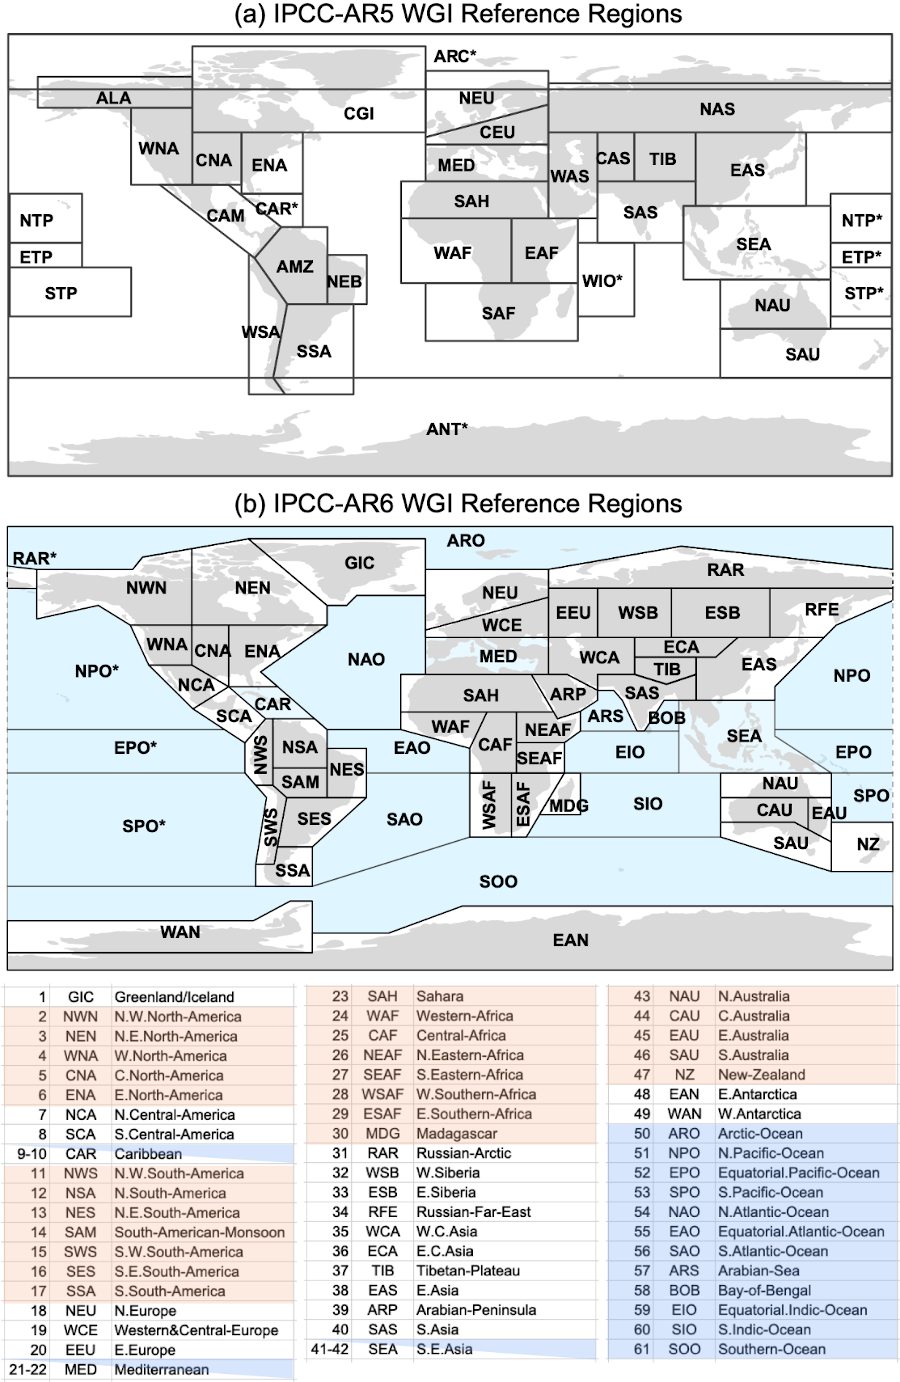 (a) IPCC-AR5 WGI Reference Regions
ARC*
ALA
NEU
CGI
NAS
CEU
WNA
CNA
ENA
MED
WAS
CAS
TIB
EAS
CAM
CAR*
SAH
SAS
NTP
NTP*
ETP
WAF
EAF
SEA
ETP*
AMZ
NEB
WIO*
STP
STP*
NAU
WSA
SSA
SAF
SAU
ANT*
(b) IPCC-AR6 WGI Reference Regions
ARO
RAR*
GIC
RAR
NWN
NEN
NEU
EEU
WSB
ESB
RFE
WCE
WNA
CNA
ENA
NAO
MED
WCA
ECA
TIB
EAS
NPO*
NPO
NCA
SCA
CAR
SAH
ARP
SAS
ARS
BOB
WAF
CAF
NEAF
SEA
EPO*
NWS
NSA
EAO
SEAF
EIO
EPO
SAM
NES
WSAF
ESAF
MDG
SIO
NAU
SPO
SPO*
SWS
SES
SAO
CAU
EAU
SAU
NZ
SSA
SOO
WAN
EAN
1 GIC Greenland/Iceland
2 NWN N.W.North-America
3 NEN N.E.North-America
4 WNA W.North-America
5 CNA C.North-America
6 ENA E.North-America
7 NCA N.Central-America
8 SCA S.Central-America
9-10 CAR Caribbean
11 NWS N.W.South-America
12 NSA N.South-America
13 NES N.E.South-America
14 SAM South-American-Monsoon
15 SWS S.W.South-America
16 SES S.E.South-America
17 SSA S.South-America
18 NEU N.Europe
19 WCE Western&Central-Europe
20 EEU E.Europe
21-22 MED Mediterranean
23 SAH Sahara
24 WAF Western-Africa
25 CAF Central-Africa
26 NEAF N.Eastern-Africa
27 SEAF S.Eastern-Africa
28 WSAF W.Southern-Africa
29 ESAF E.Southern-Africa
30 MDG Madagascar
31 RAR Russian-Arctic
32 WSB W.Siberia
33 ESB E.Siberia
34 RFE Russian-Far-East
35 WCA W.C.Asia
36 ECA E.C.Asia
37 TIB Tibetan-Plateau
38 EAS E.Asia
39 ARP Arabian-Peninsula
40 SAS S.Asia
41-42 SEA S.E.Asia
43 NAU N.Australia
44 CAU C.Australia
45 EAU E.Australia
46 SAU S.Australia
47 NZ New-Zealand
48 EAN E.Antarctica
49 WAN W.Antarctica
50 ARO Arctic-Ocean
51 NPO N.Pacific-Ocean
52 EPO Equatorial.Pacific-Ocean
53 SPO S.Pacific-Ocean
54 NAO N.Atlantic-Ocean
55 EAO Equatorial.Atlantic-Ocean
56 SAO S.Atlantic-Ocean
57 ARS Arabian-Sea
58 BOB Bay-of-Bengal
59 EIO Equatorial.Indic-Ocean
60 SIO S.Indic-Ocean
61 SOO Southern-Ocean